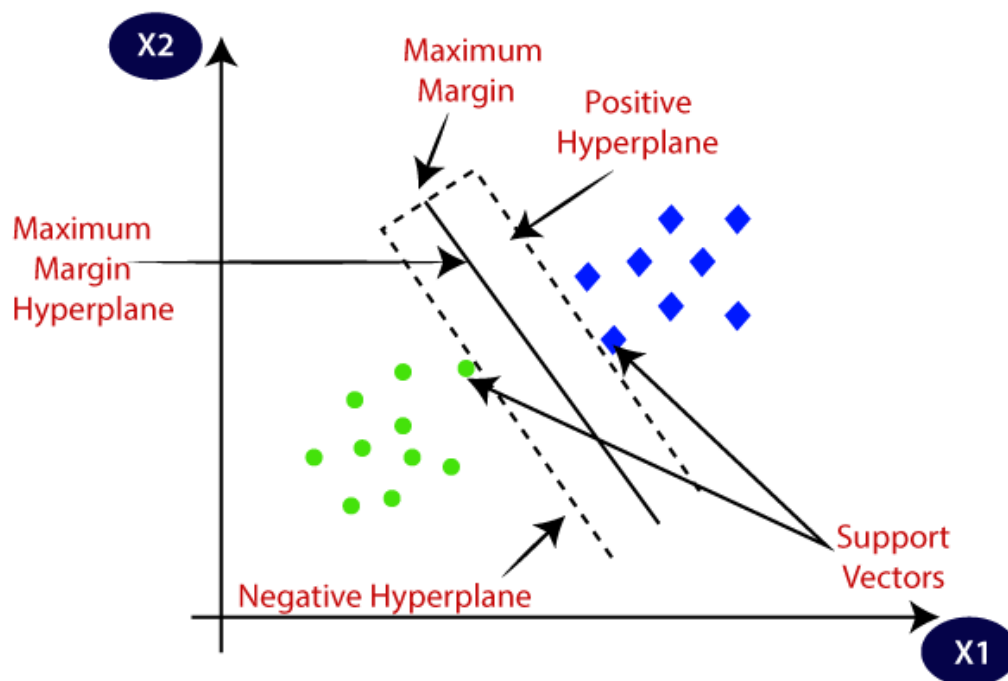 X2
Maximum
Margin
Positive
Hyperplane
Maximum
Margin
Hyperplane
Support
Vectors
Negative Hyperplane
X1